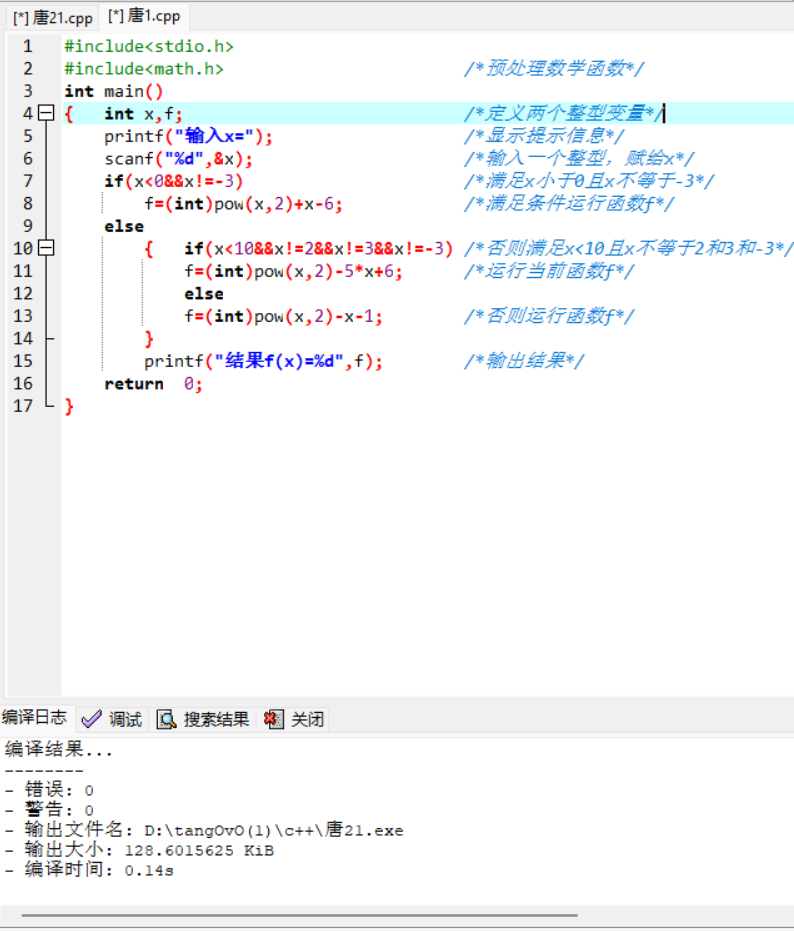 [*] 唐21.cpp [*] 唐1.cpp
1 #include<stdio.h>
2 #include<math.h> /*预处理数学函数*/
3 int main()
4 { int x,f; /*定义两个整型变量*/
5 printf("输入x="); /*显示提示信息*/
6 scanf("%d",&x); /*输入一个整型，赋给x*/
7 if(x<0&&x!=-3) /*满足x小于0且x不等于-3*/
8 f=(int)pow(x,2)+x-6; /*满足条件运行函数f*/
9 else
10 { if(x<10&&x!=2&&x!=3&&x!=-3) /*否则满足x<10且x不等于2和3和-3*/
11 f=(int)pow(x,2)-5*x+6; /*运行当前函数f*/
12 else
13 f=(int)pow(x,2)-x-1; /*否则运行函数f*/
14 }
15 printf("结果f(x)=%d",f); /*输出结果*/
16 return 0;
17 }
编译日志 调试 搜索结果 关闭
编译结果...
--------
- 错误: 0
- 警告: 0
- 输出文件名: D:\tangOvO(1)\c++\唐21.exe
- 输出大小: 128.6015625 KiB
- 编译时间: 0.14s